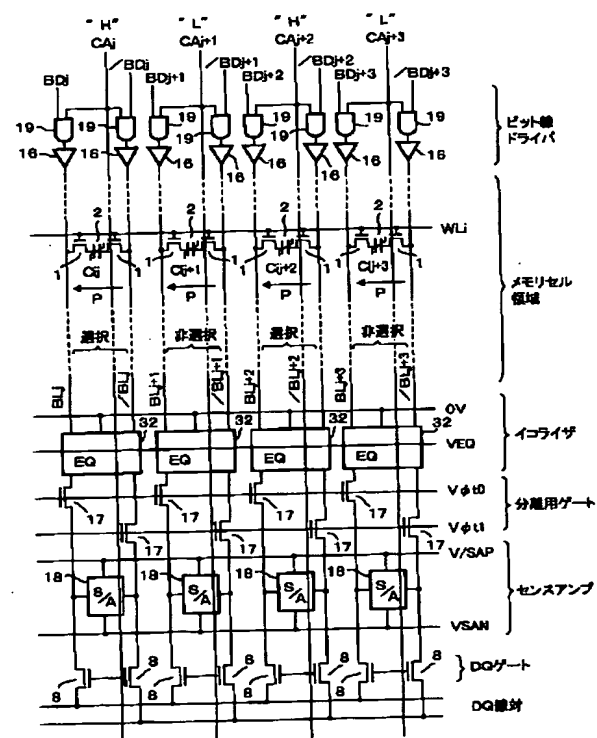 "H" "L" "H" "L"
CAj CAj+1 CAj+2 CAj+3
BDj /BDj BDj+1 /BDj+1 BDj+2 /BDj+2 BDj+3 /BDj+3
19 19 19 19 19 19
16 16 16 16 16 16 16
ビット線
ドライバ
2 2 2 2
WLi
1 1 1 1 1 1 1
Cij Cij+1 Cij+2 Cij+3
P P P P
メモリセル
領域
選択 非選択 選択 非選択
BLj /BLj BLj+1 /BLj+1 BLj+2 /BLj+2 BLj+3 /BLj+3
0V
32 32 32 32
VEQ
EQ EQ EQ EQ
イコライザ
Vφt0
17 17 17 17
Vφt1
17 17 17 17
分離用ゲート
V/SAP
18 18 18 18
S/A S/A S/A S/A
センスアンプ
VSAN
8 8 8 8
8 8 8 8
DQゲート
DQ線対